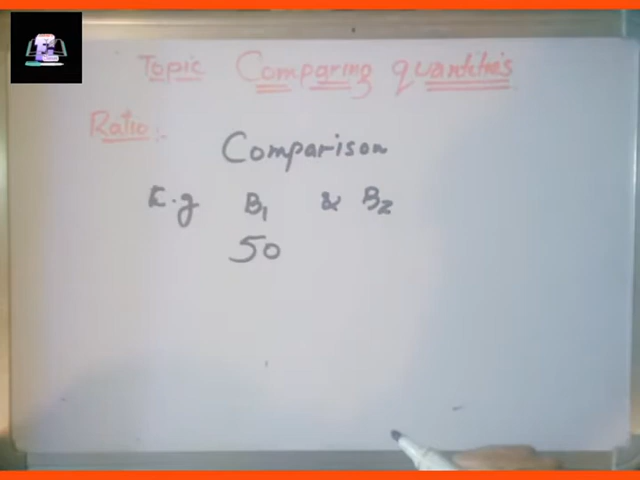 Topic Comparing quantities
Ratio:-
Comparison
E.g B1 & B2
50